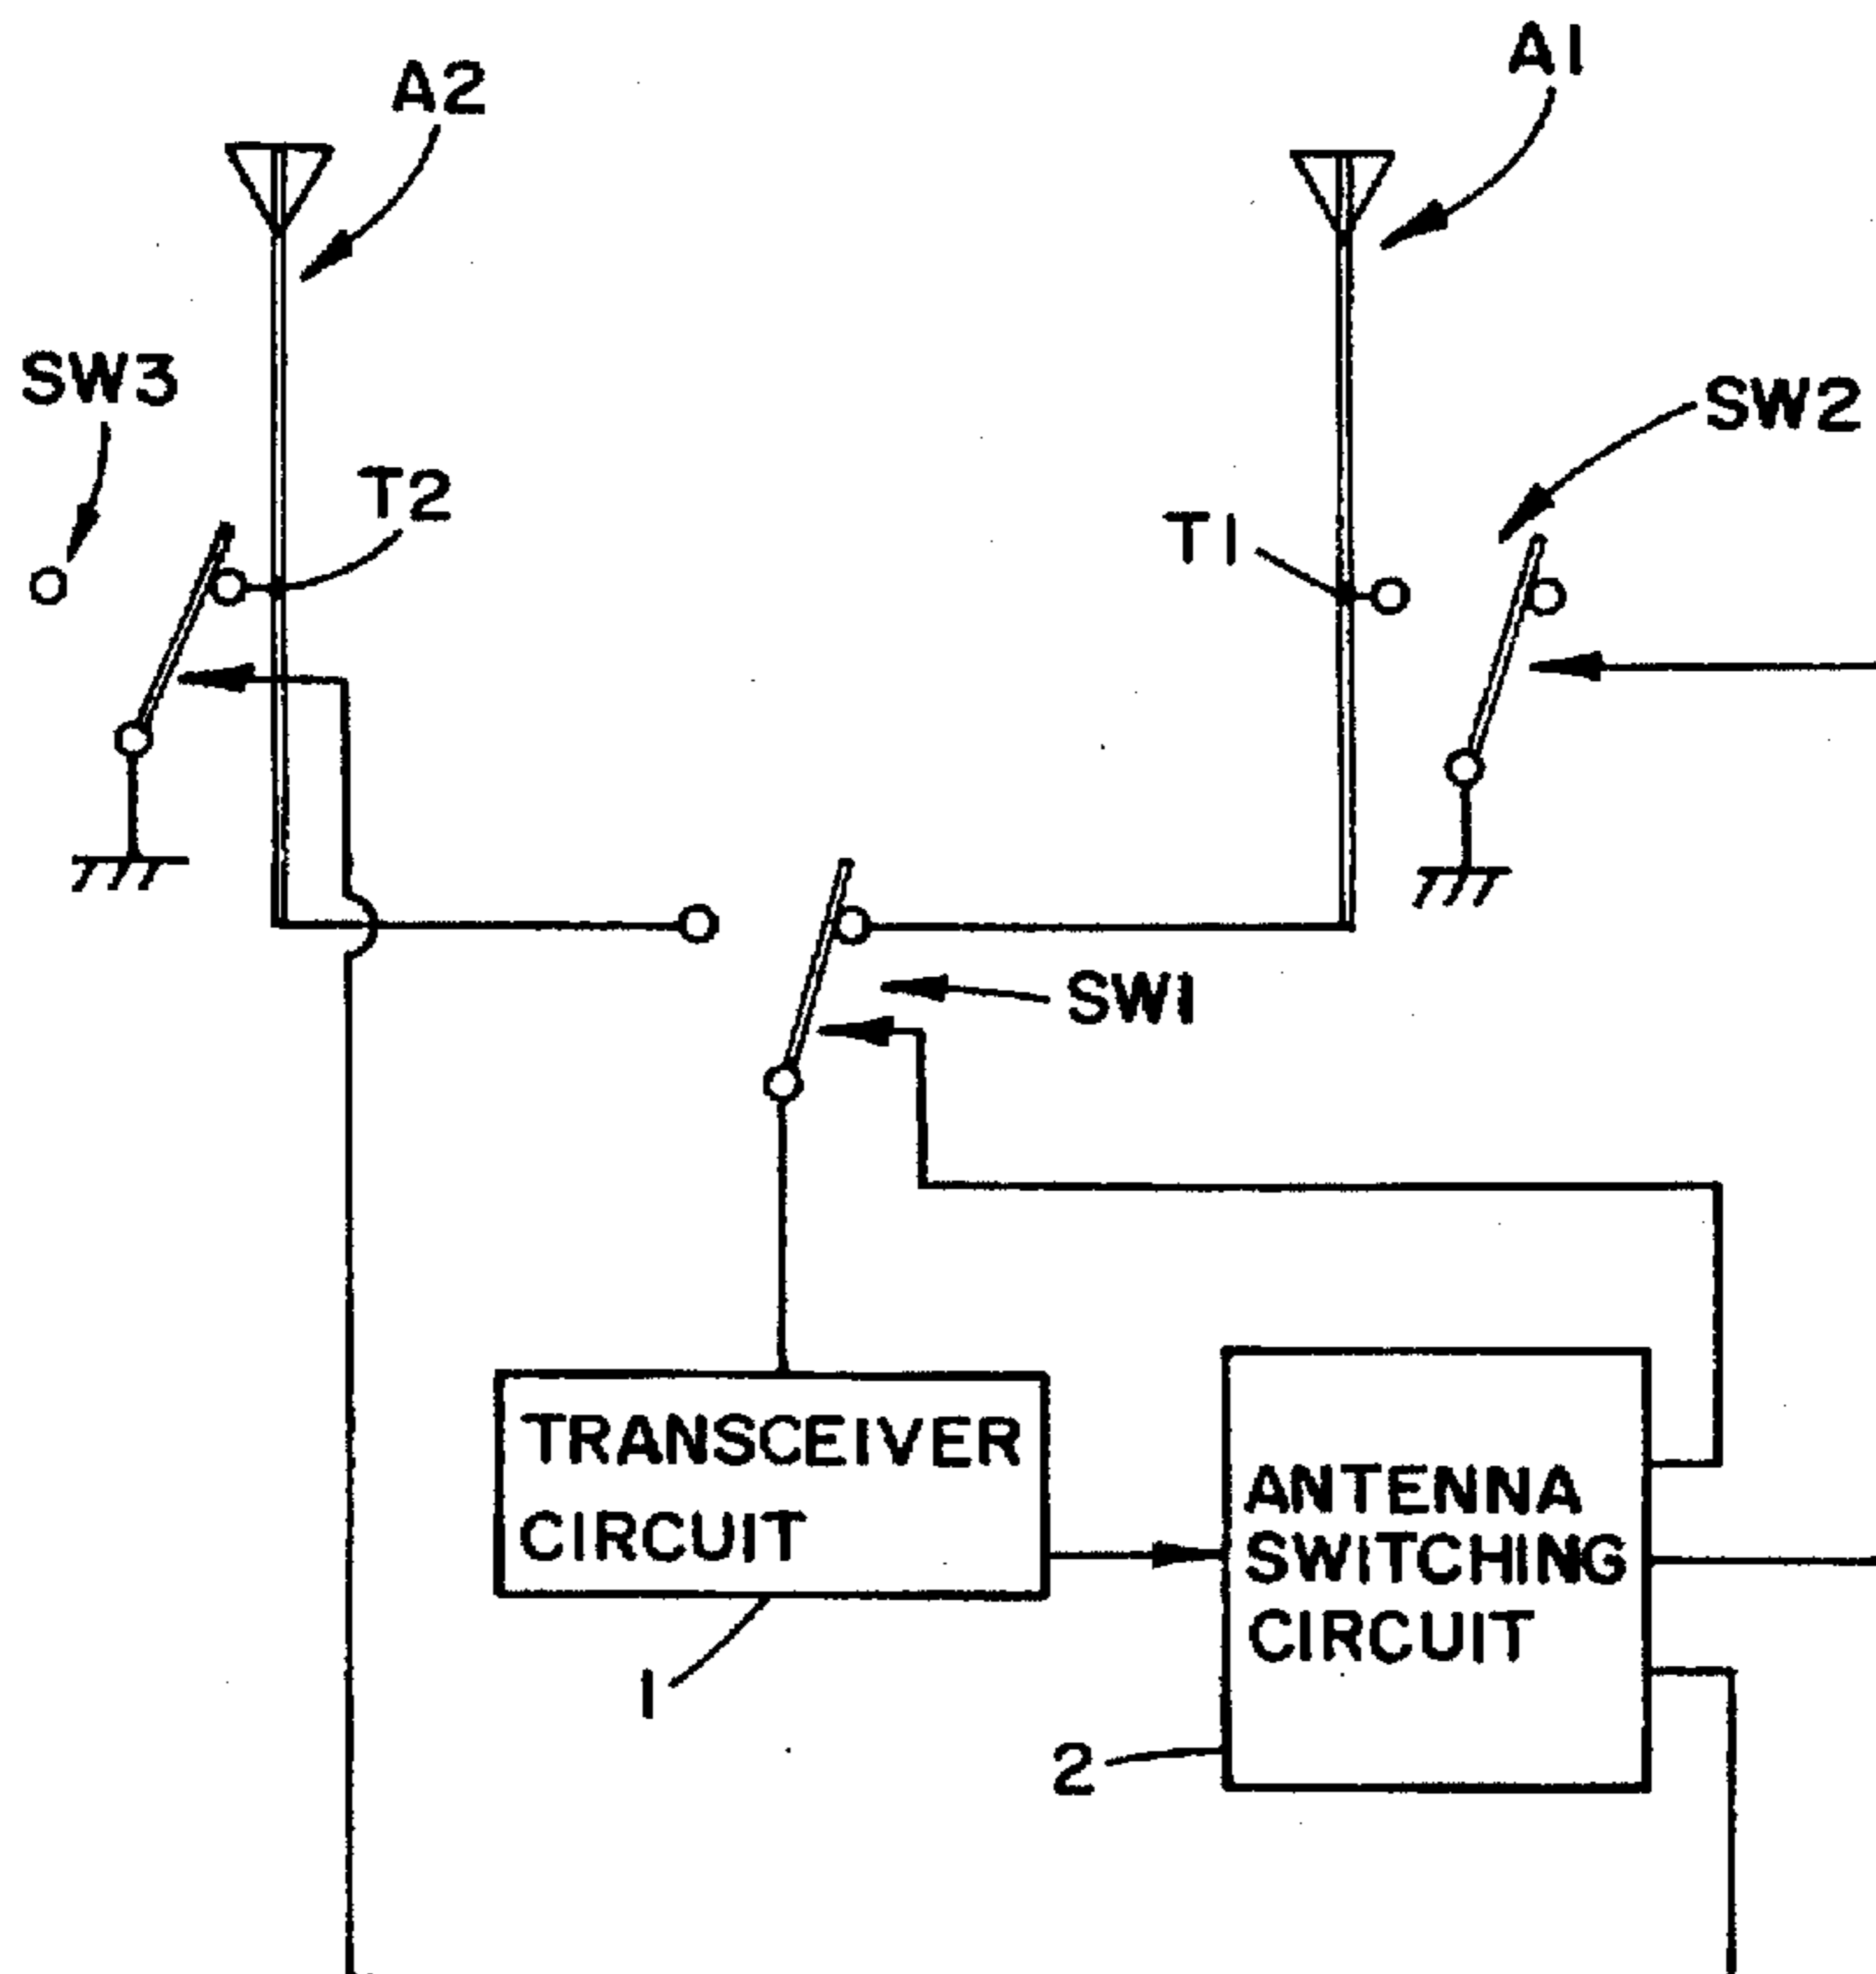 A1
A2
SW3
SW2
T2
T1
SW1
TRANSCEIVER
CIRCUIT
ANTENNA
SWITCHING
CIRCUIT
1
2